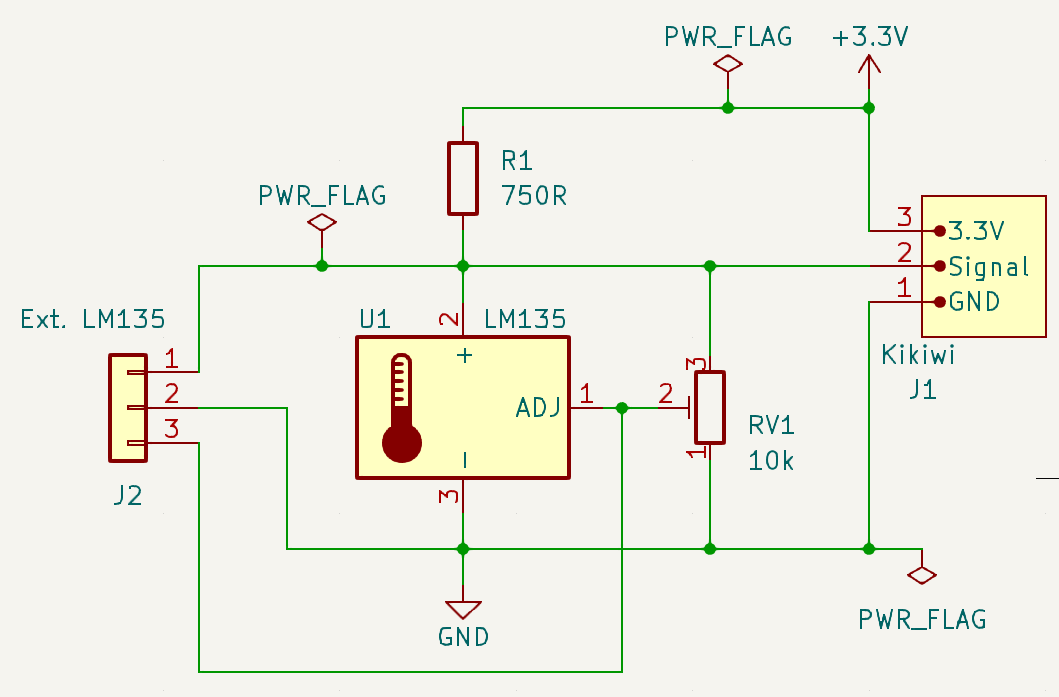 PWR_FLAG
+3.3V
R1
750R
PWR_FLAG
3
3.3V
2
Signal
1
GND
Kikiwi
J1
Ext. LM135
1
2
3
J2
U1
2
LM135
+
ADJ
1
3
2
3
1
RV1
10k
GND
PWR_FLAG